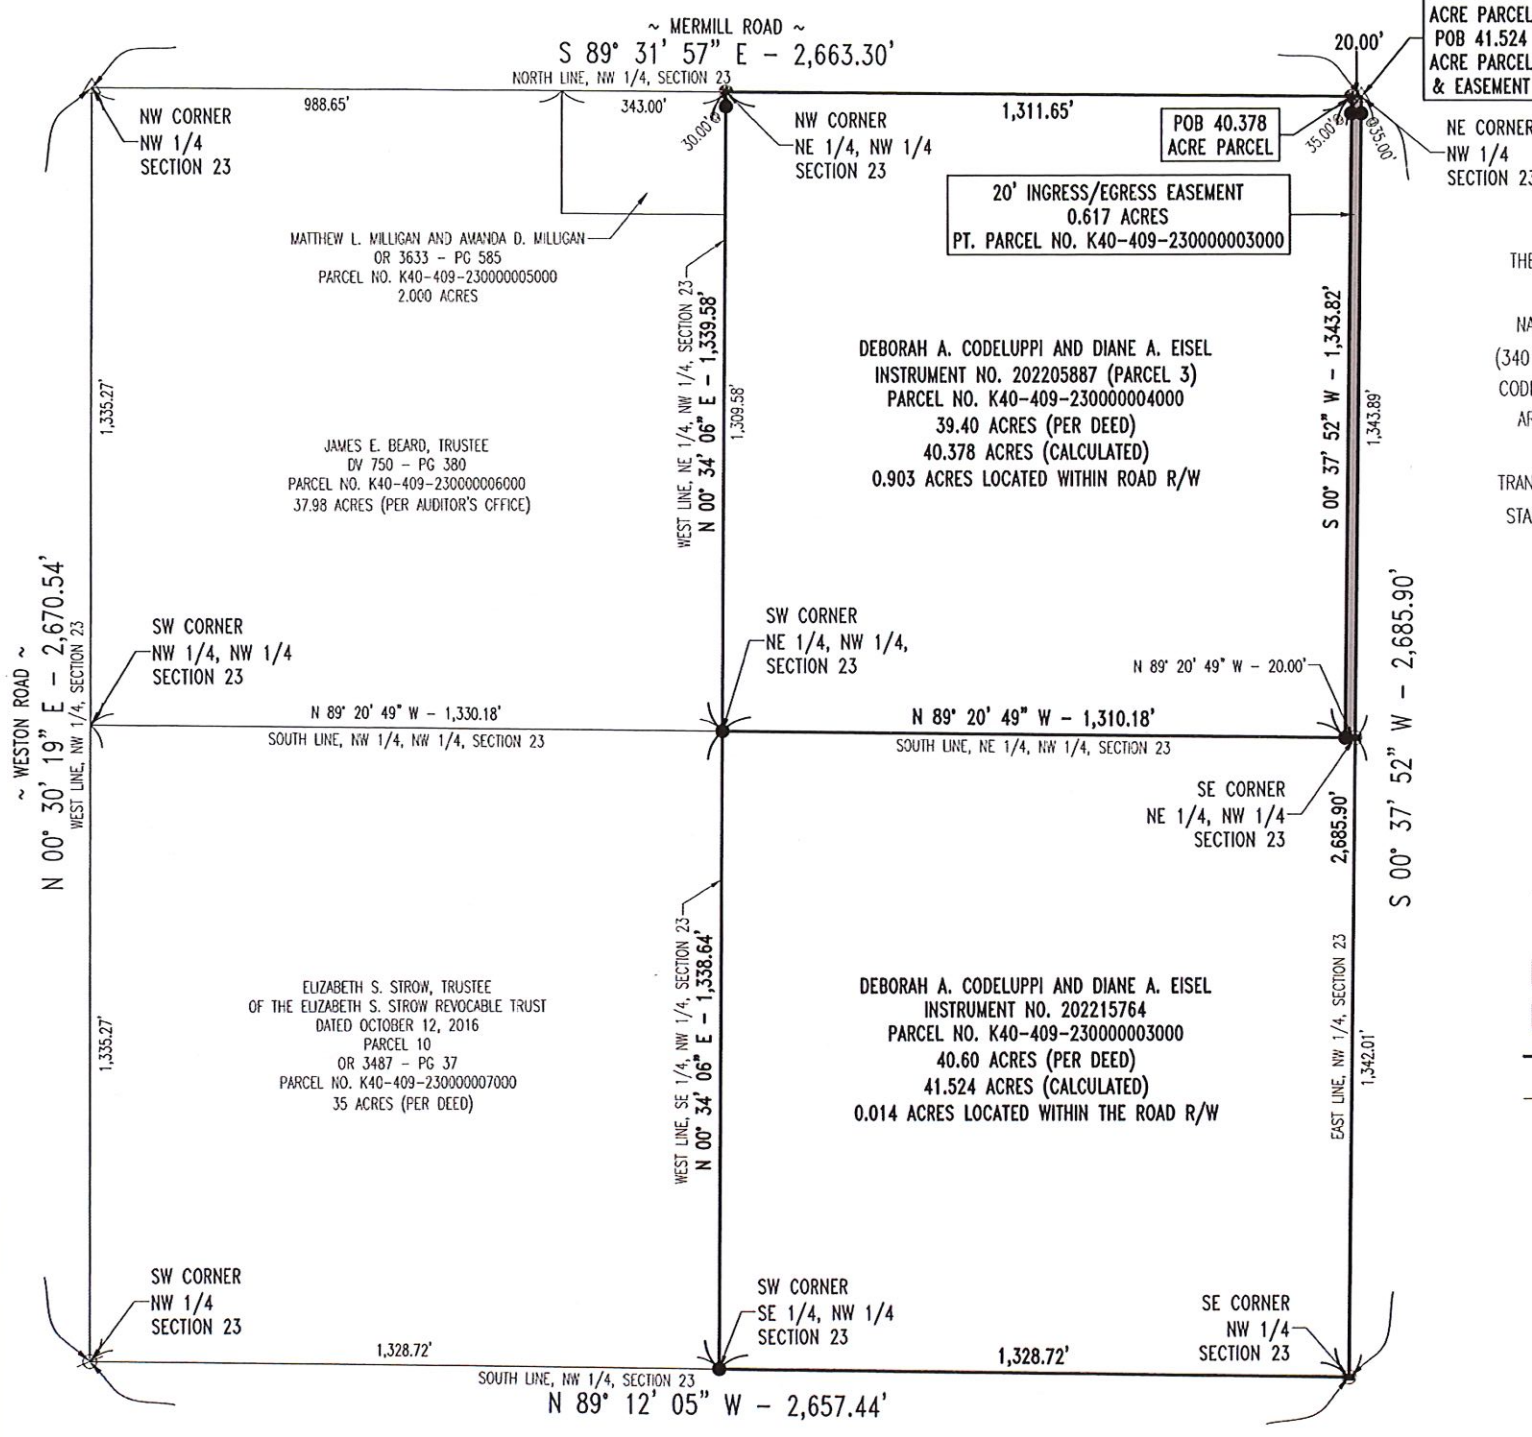 ~ MERMILL ROAD ~
S 89° 31' 57" E - 2,663.30'
NORTH LINE, NW 1/4, SECTION 23
988.65'
343.00'
30.00'
1,311.65'
20.00'
35.00'
35.00'
ACRE PARCEL
POB 41.524
ACRE PARCEL
& EASEMENT
POB 40.378
ACRE PARCEL
NW CORNER
NW 1/4
SECTION 23
NW CORNER
NE 1/4, NW 1/4
SECTION 23
NE CORNER
NW 1/4
SECTION 23
20' INGRESS/EGRESS EASEMENT
0.617 ACRES
PT. PARCEL NO. K40-409-230000003000
MATTHEW L. MILLIGAN AND AMANDA D. MILLIGAN
OR 3633 - PG 585
PARCEL NO. K40-409-230000005000
2.000 ACRES
WEST LINE, NE 1/4, NW 1/4, SECTION 23
N 00° 34' 06" E - 1,339.58'
1,309.58'
DEBORAH A. CODELUPPI AND DIANE A. EISEL
INSTRUMENT NO. 202205887 (PARCEL 3)
PARCEL NO. K40-409-230000004000
39.40 ACRES (PER DEED)
40.378 ACRES (CALCULATED)
0.903 ACRES LOCATED WITHIN ROAD R/W
S 00° 37' 52" W - 1,343.82'
1,343.89'
THE
NA
(340
CODE
AR
TRAN
STA
1,335.27'
JAMES E. BEARD, TRUSTEE
DV 750 - PG 380
PARCEL NO. K40-409-230000006000
37.98 ACRES (PER AUDITOR'S OFFICE)
~ WESTON ROAD ~
N 00° 30' 19" E - 2,670.54'
WEST LINE, NW 1/4, SECTION 23
SW CORNER
NW 1/4, NW 1/4
SECTION 23
SW CORNER
NE 1/4, NW 1/4,
SECTION 23
N 89° 20' 49" W - 20.00'
S 00° 37' 52" W - 2,685.90'
N 89° 20' 49" W - 1,330.18'
SOUTH LINE, NW 1/4, NW 1/4, SECTION 23
N 89° 20' 49" W - 1,310.18'
SOUTH LINE, NE 1/4, NW 1/4, SECTION 23
SE CORNER
NE 1/4, NW 1/4
SECTION 23
2,685.90'
WEST LINE, SE 1/4, NW 1/4, SECTION 23
N 00° 34' 06" E - 1,338.64'
EAST LINE, NW 1/4, SECTION 23
1,342.01'
1,335.27'
ELIZABETH S. STROW, TRUSTEE
OF THE ELIZABETH S. STROW REVOCABLE TRUST
DATED OCTOBER 12, 2016
PARCEL 10
OR 3487 - PG 37
PARCEL NO. K40-409-230000007000
35 ACRES (PER DEED)
DEBORAH A. CODELUPPI AND DIANE A. EISEL
INSTRUMENT NO. 202215764
PARCEL NO. K40-409-230000003000
40.60 ACRES (PER DEED)
41.524 ACRES (CALCULATED)
0.014 ACRES LOCATED WITHIN THE ROAD R/W
SW CORNER
NW 1/4
SECTION 23
SW CORNER
SE 1/4, NW 1/4
SECTION 23
SE CORNER
NW 1/4
SECTION 23
1,328.72'
1,328.72'
SOUTH LINE, NW 1/4, SECTION 23
N 89° 12' 05" W - 2,657.44'